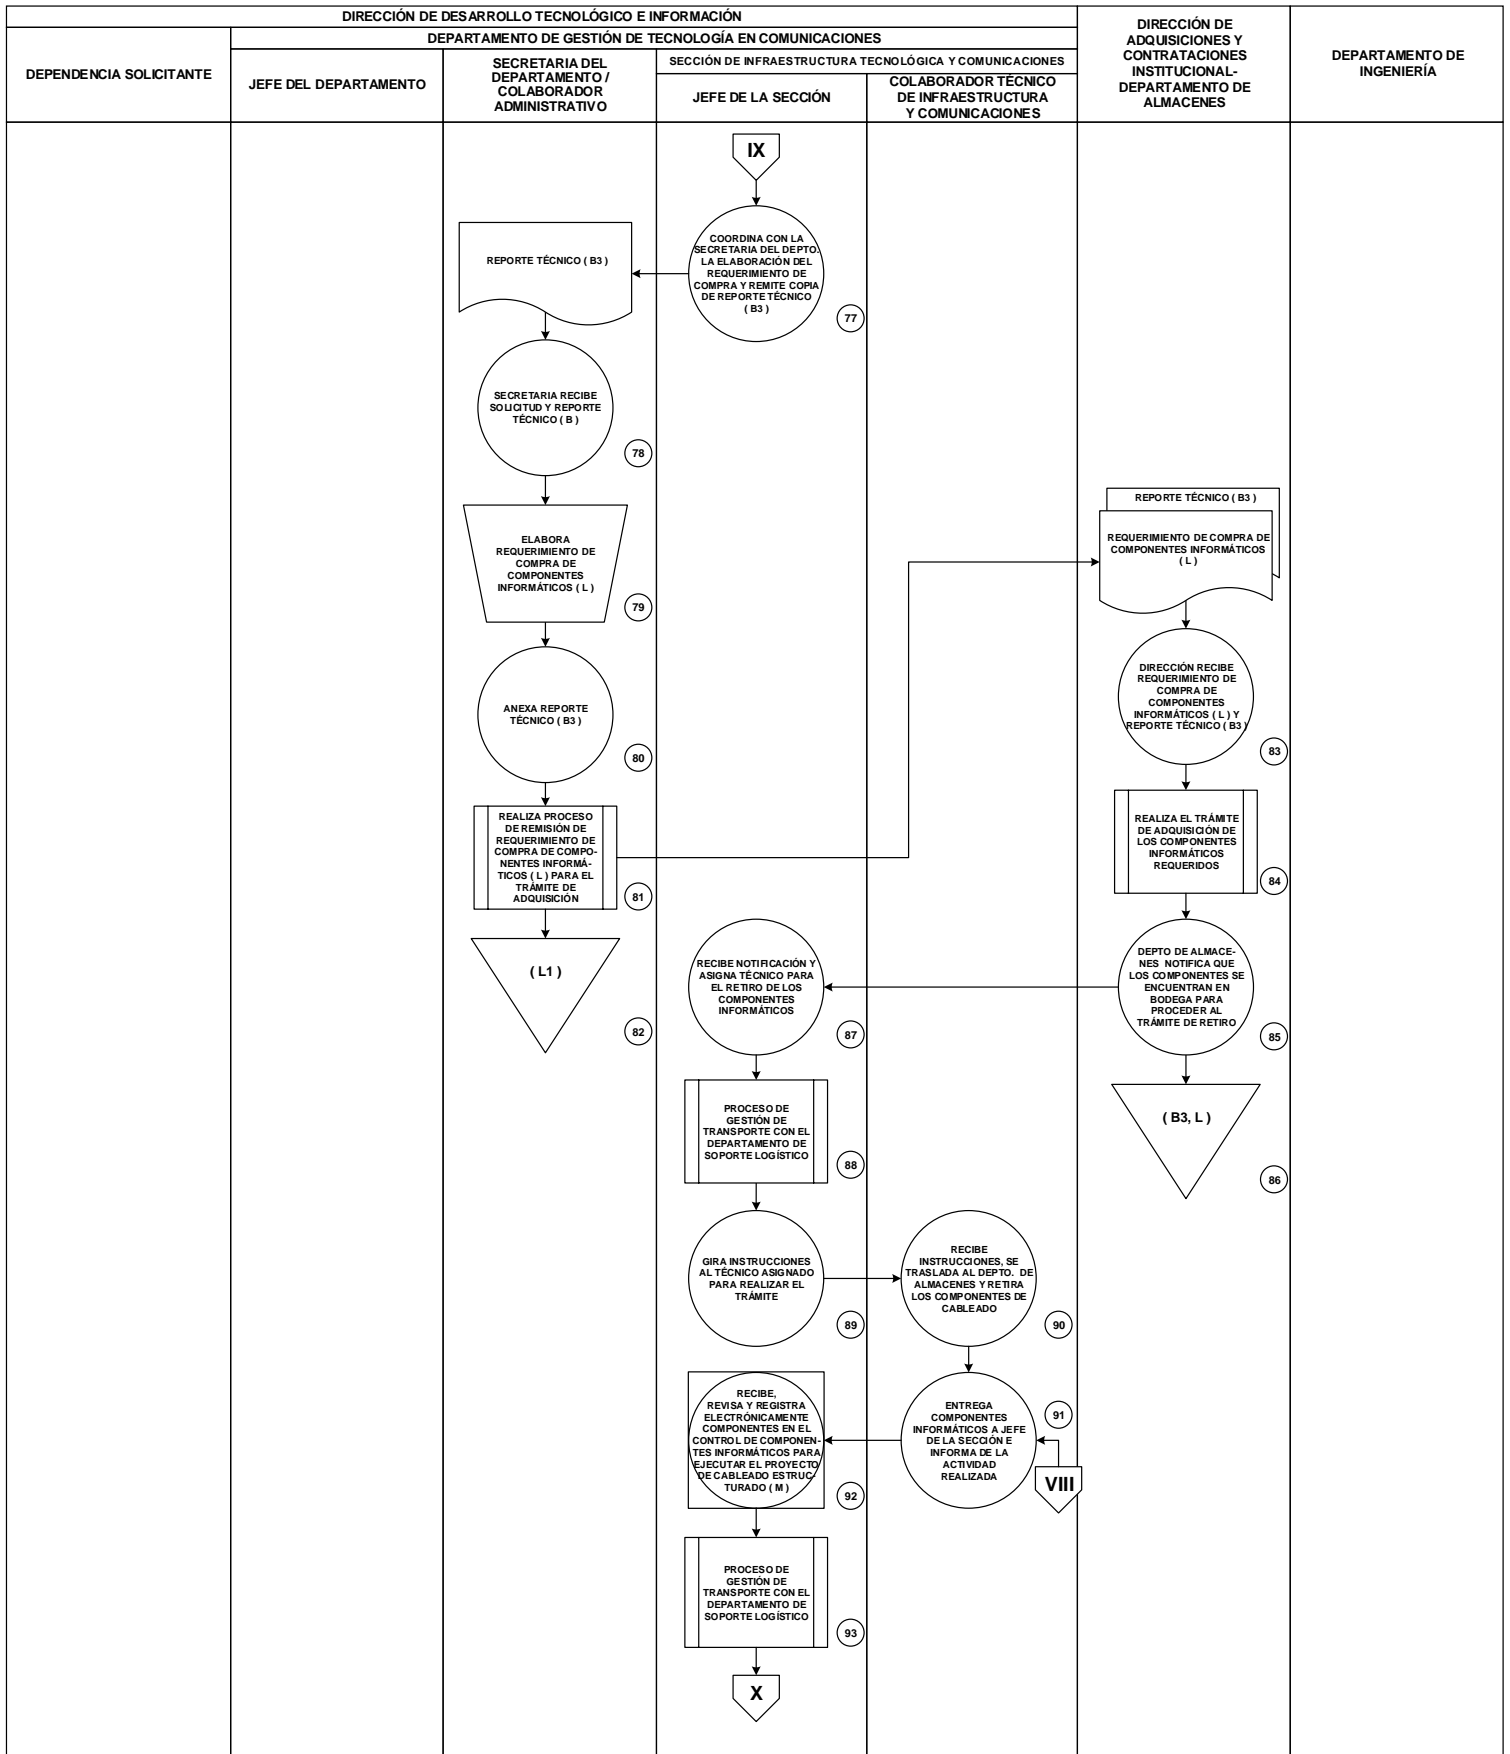 DIRECCIÓN DE DESARROLLO TECNOLÓGICO E INFORMACIÓN
DEPARTAMENTO DE GESTIÓN DE TECNOLOGÍA EN COMUNICACIONES
DEPENDENCIA SOLICITANTE
JEFE DEL DEPARTAMENTO
SECRETARIA DEL
DEPARTAMENTO /
COLABORADOR
ADMINISTRATIVO
SECCIÓN DE INFRAESTRUCTURA TECNOLÓGICA Y COMUNICACIONES
JEFE DE LA SECCIÓN
COLABORADOR TÉCNICO
DE INFRAESTRUCTURA
Y COMUNICACIONES
DIRECCIÓN DE
ADQUISICIONES Y
CONTRATACIONES
INSTITUCIONAL-
DEPARTAMENTO DE
ALMACENES
DEPARTAMENTO DE
INGENIERÍA
IX
COORDINA CON LA
SECRETARIA DEL DEPTO.
LA ELABORACIÓN DEL
REQUERIMIENTO DE
COMPRA Y REMITE COPIA
DE REPORTE TÉCNICO
( B3 )
77
REPORTE TÉCNICO ( B3 )
SECRETARIA RECIBE
SOLICITUD Y REPORTE
TÉCNICO ( B )
78
ELABORA
REQUERIMIENTO DE
COMPRA DE
COMPONENTES
INFORMÁTICOS ( L )
79
ANEXA REPORTE
TÉCNICO ( B3 )
80
REALIZA PROCESO
DE REMISIÓN DE
REQUERIMIENTO DE
COMPRA DE COMPO-
NENTES INFORMÁ-
TICOS ( L ) PARA EL
TRÁMITE DE
ADQUISICIÓN
81
( L1 )
82
REPORTE TÉCNICO ( B3 )
REQUERIMIENTO DE COMPRA DE
COMPONENTES INFORMÁTICOS
( L )
DIRECCIÓN RECIBE
REQUERIMIENTO DE
COMPRA DE
COMPONENTES
INFORMÁTICOS ( L ) Y
REPORTE TÉCNICO ( B3 )
83
REALIZA EL TRÁMITE
DE ADQUISICIÓN DE
LOS COMPONENTES
INFORMÁTICOS
REQUERIDOS
84
DEPTO DE ALMACE-
NES NOTIFICA QUE
LOS COMPONENTES SE
ENCUENTRAN EN
BODEGA PARA
PROCEDER AL
TRÁMITE DE RETIRO
85
( B3, L )
86
RECIBE NOTIFICACIÓN Y
ASIGNA TÉCNICO PARA
EL RETIRO DE LOS
COMPONENTES
INFORMÁTICOS
87
PROCESO DE
GESTIÓN DE
TRANSPORTE CON EL
DEPARTAMENTO DE
SOPORTE LOGÍSTICO
88
GIRA INSTRUCCIONES
AL TÉCNICO ASIGNADO
PARA REALIZAR EL
TRÁMITE
89
RECIBE
INSTRUCCIONES, SE
TRASLADA AL DEPTO. DE
ALMACENES Y RETIRA
LOS COMPONENTES DE
CABLEADO
90
ENTREGA
COMPONENTES
INFORMÁTICOS A JEFE
DE LA SECCIÓN E
INFORMA DE LA
ACTIVIDAD
REALIZADA
91
VIII
RECIBE,
REVISA Y REGISTRA
ELECTRÓNICAMENTE
COMPONENTES EN EL
CONTROL DE COMPONEN-
TES INFORMÁTICOS PARA
EJECUTAR EL PROYECTO
DE CABLEADO ESTRUC-
TURADO ( M )
92
PROCESO DE
GESTIÓN DE
TRANSPORTE CON EL
DEPARTAMENTO DE
SOPORTE LOGÍSTICO
93
X